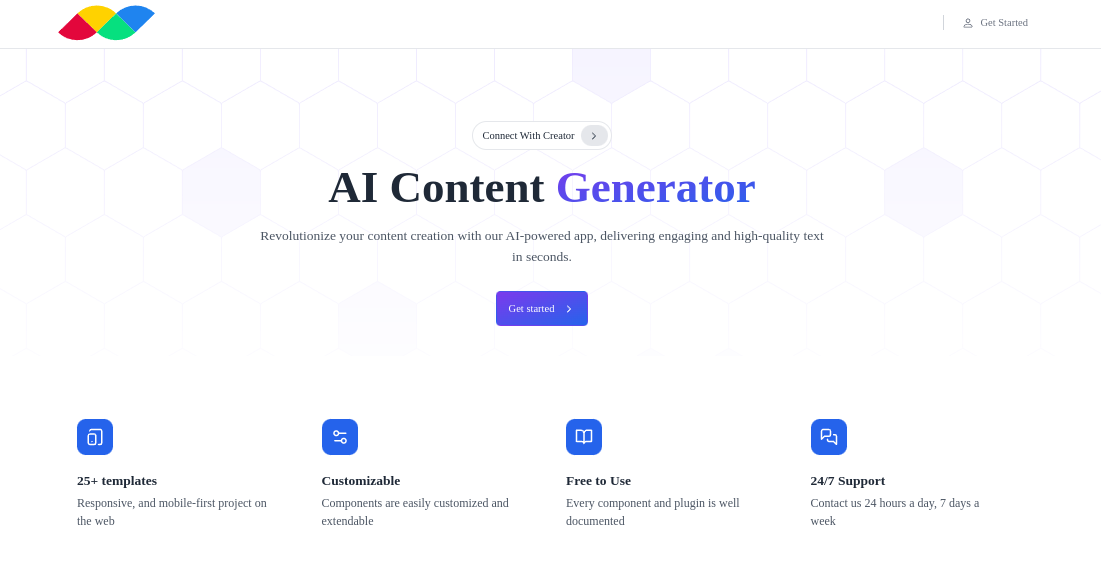 Get Started
Connect With Creator
AI Content Generator
Revolutionize your content creation with our AI-powered app, delivering engaging and high-quality text
in seconds.
Get started
25+ templates
Responsive, and mobile-first project on
the web
Customizable
Components are easily customized and
extendable
Free to Use
Every component and plugin is well
documented
24/7 Support
Contact us 24 hours a day, 7 days a
week